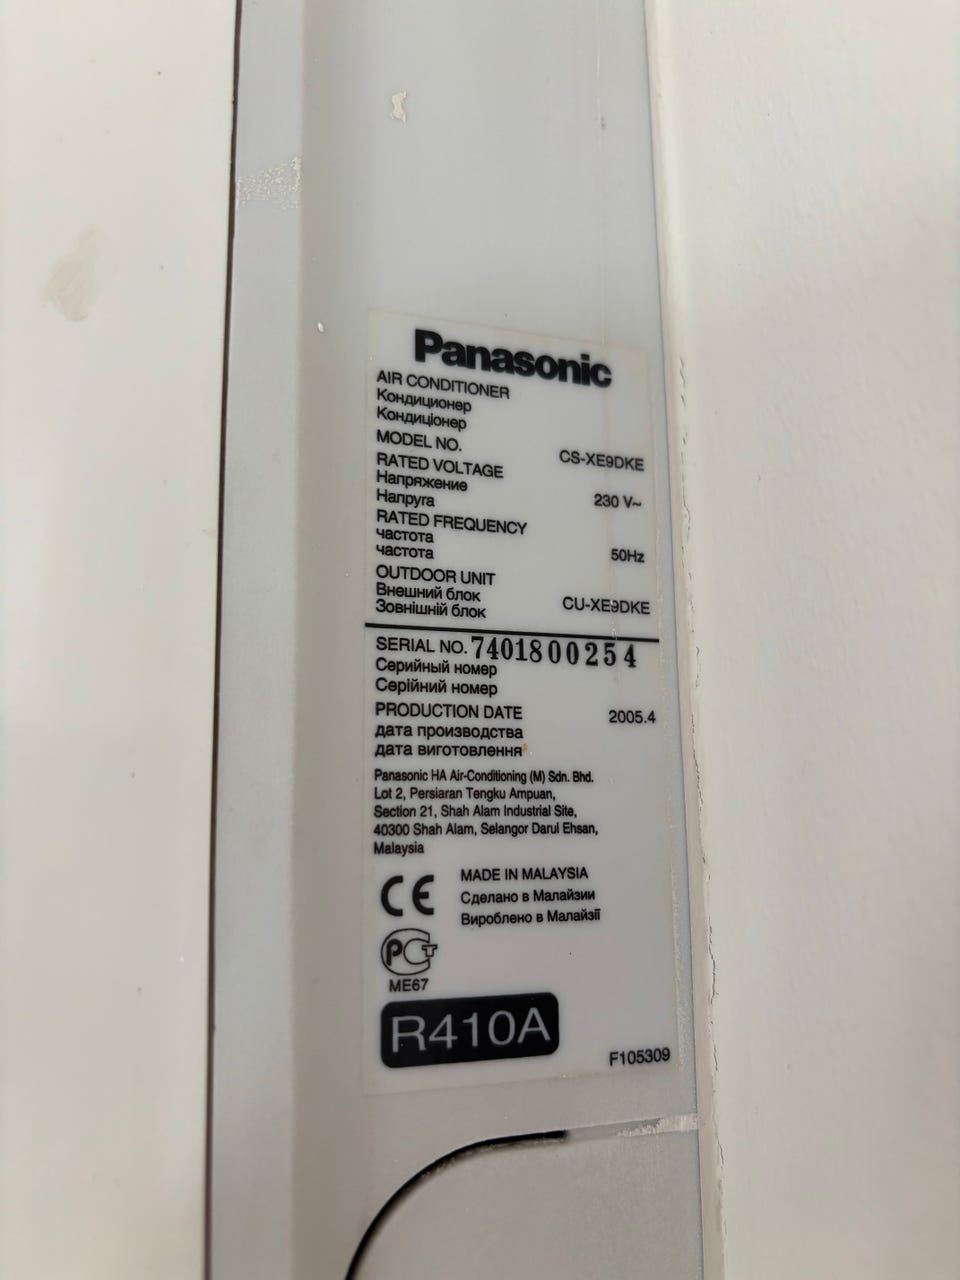 Panasonic
AIR CONDITIONER
Кондиционер
Кондиціонер
MODEL NO. CS-XE9DKE
RATED VOLTAGE
Напряжение 230 V~
Напруга
RATED FREQUENCY
частота
частота 50Hz
OUTDOOR UNIT
Внешний блок CU-XE9DKE
Зовнішній блок
SERIAL NO. 7401800254
Серийный номер
Серійний номер
PRODUCTION DATE 2005.4
дата производства
дата виготовлення
Panasonic HA Air-Conditioning (M) Sdn. Bhd.
Lot 2, Persiaran Tengku Ampuan,
Section 21, Shah Alam Industrial Site,
40300 Shah Alam, Selangor Darul Ehsan,
Malaysia
CE MADE IN MALAYSIA
Сделано в Малайзии
Вироблено в Малайзії
РСТ
ME67
R410A
F105309